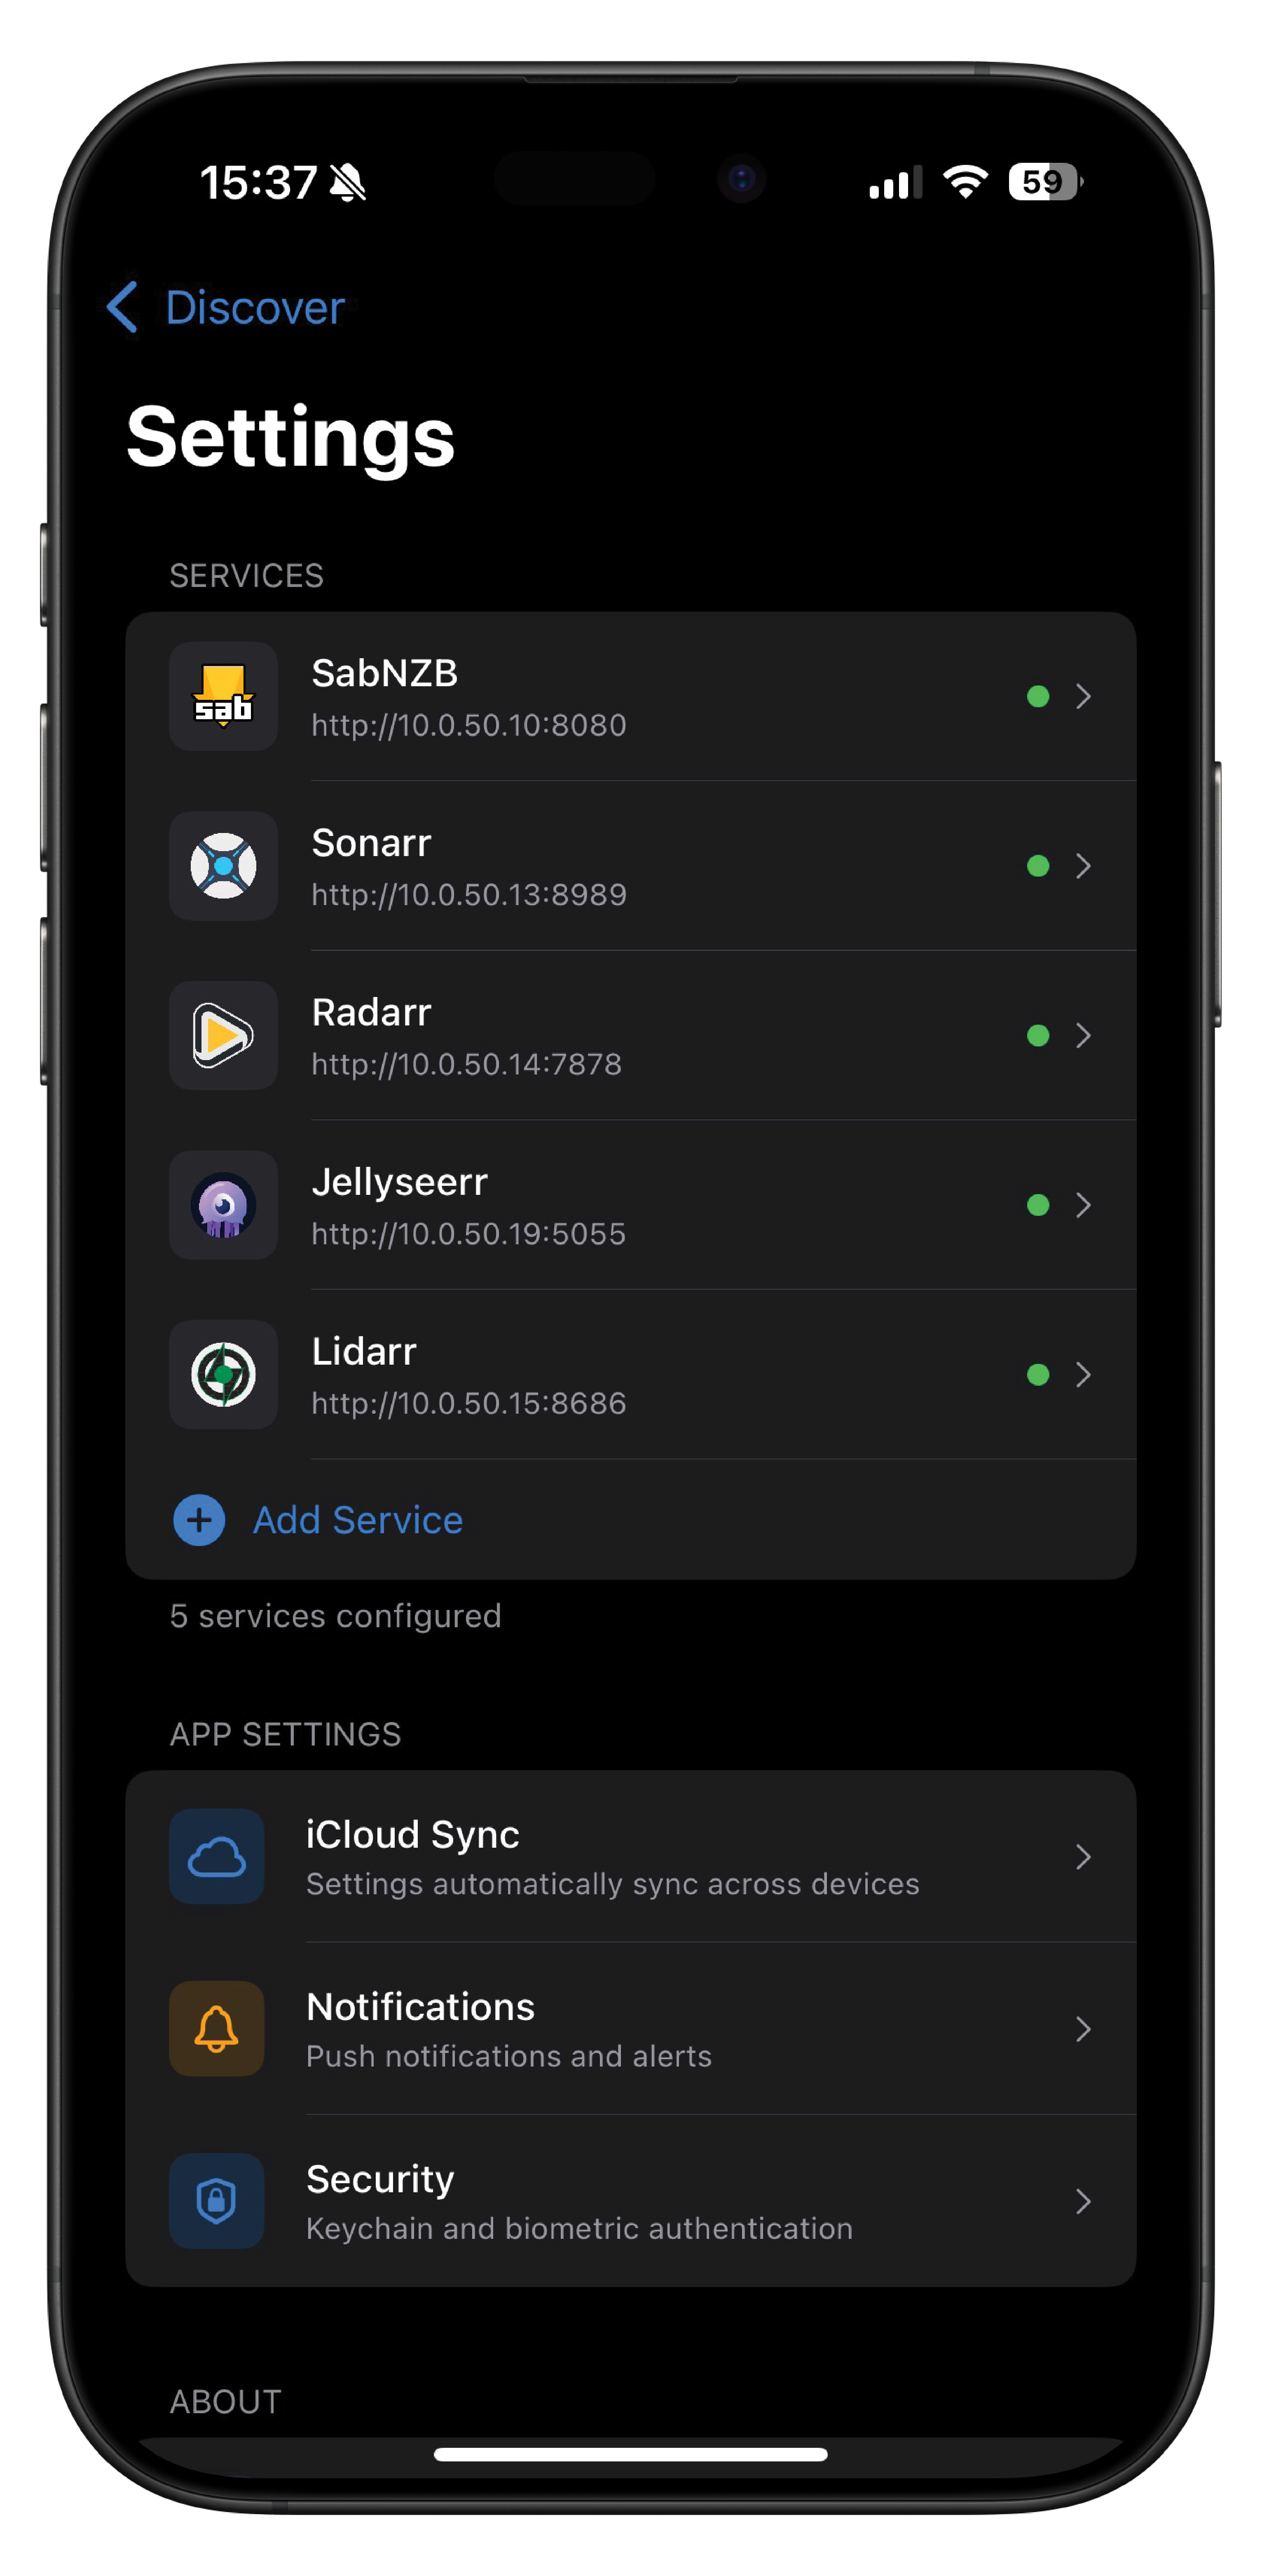 15:37
59
Discover
Settings
SERVICES
sab
SabNZB
http://10.0.50.10:8080
Sonarr
http://10.0.50.13:8989
Radarr
http://10.0.50.14:7878
Jellyseerr
http://10.0.50.19:5055
Lidarr
http://10.0.50.15:8686
Add Service
5 services configured
APP SETTINGS
iCloud Sync
Settings automatically sync across devices
Notifications
Push notifications and alerts
Security
Keychain and biometric authentication
ABOUT